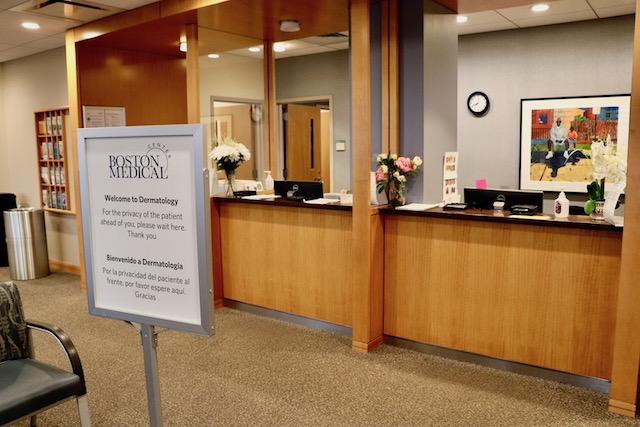 BOSTON
MEDICAL
CENTER
Welcome to Dermatology
For the privacy of the patient
ahead of you, please wait here.
Thank you
Bienvenido a Dermatología
Por la privacidad del paciente al
frente, por favor espere aquí.
Gracias